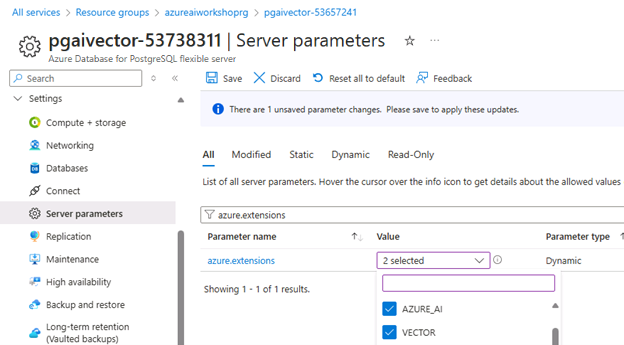 All services > Resource groups > azureaiworkshoprg > pgaivector-53657241
pgaivector-53738311 | Server parameters
Azure Database for PostgreSQL flexible server
Search
Settings
Compute + storage
Networking
Databases
Connect
Server parameters
Replication
Maintenance
High availability
Backup and restore
Long-term retention
(Vaulted backups)
Save Discard Reset all to default Feedback
There are 1 unsaved parameter changes. Please save to apply these updates.
All Modified Static Dynamic Read-Only
List of all server parameters. Hover the cursor over the info icon to get details about the allowed values
azure.extensions
Parameter name Value Parameter type
azure.extensions 2 selected Dynamic
Showing 1 - 1 of 1 results.
AZURE_AI
VECTOR